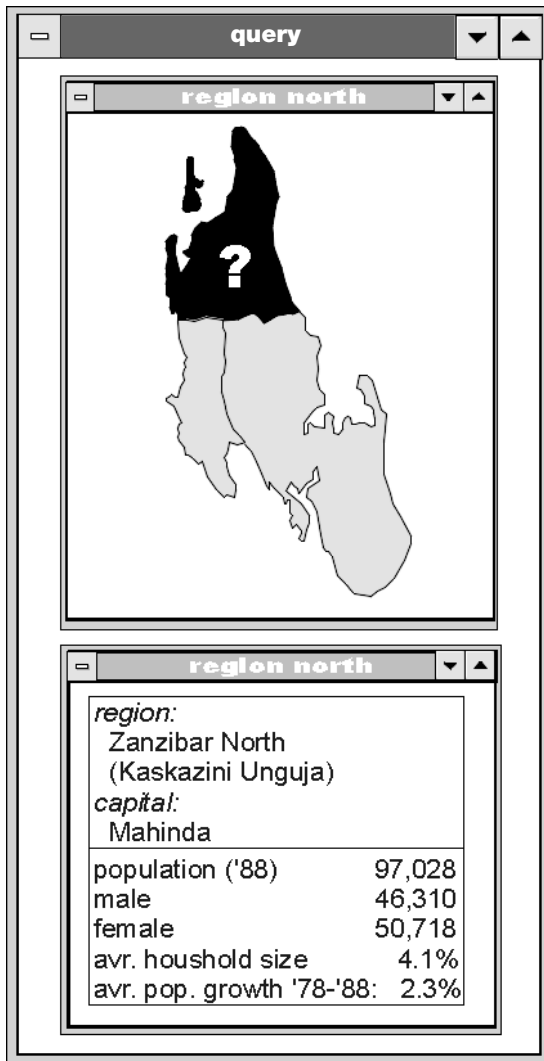 query
region north
?
region north
region:
Zanzibar North
(Kaskazini Unguja)
capital:
Mahinda
population ('88) 97,028
male 46,310
female 50,718
avr. houshold size 4.1%
avr. pop. growth '78-'88: 2.3%